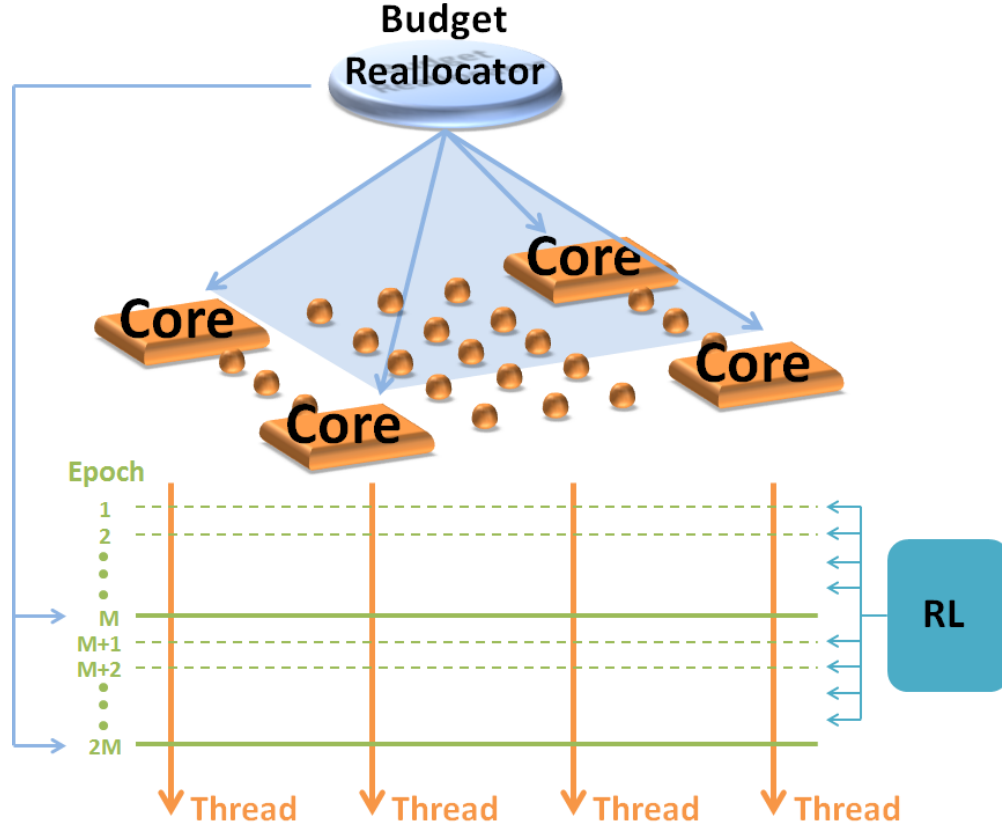 Budget
Reallocator
Core
Core
Core
Core
Epoch
1
2
M
M+1
M+2
2M
RL
Thread
Thread
Thread
Thread